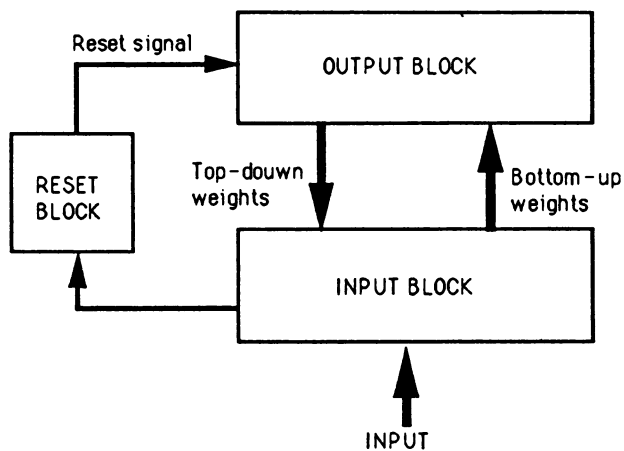 Reset signal
OUTPUT BLOCK
Top-douwn
weights
Bottom-up
weights
RESET
BLOCK
INPUT BLOCK
INPUT